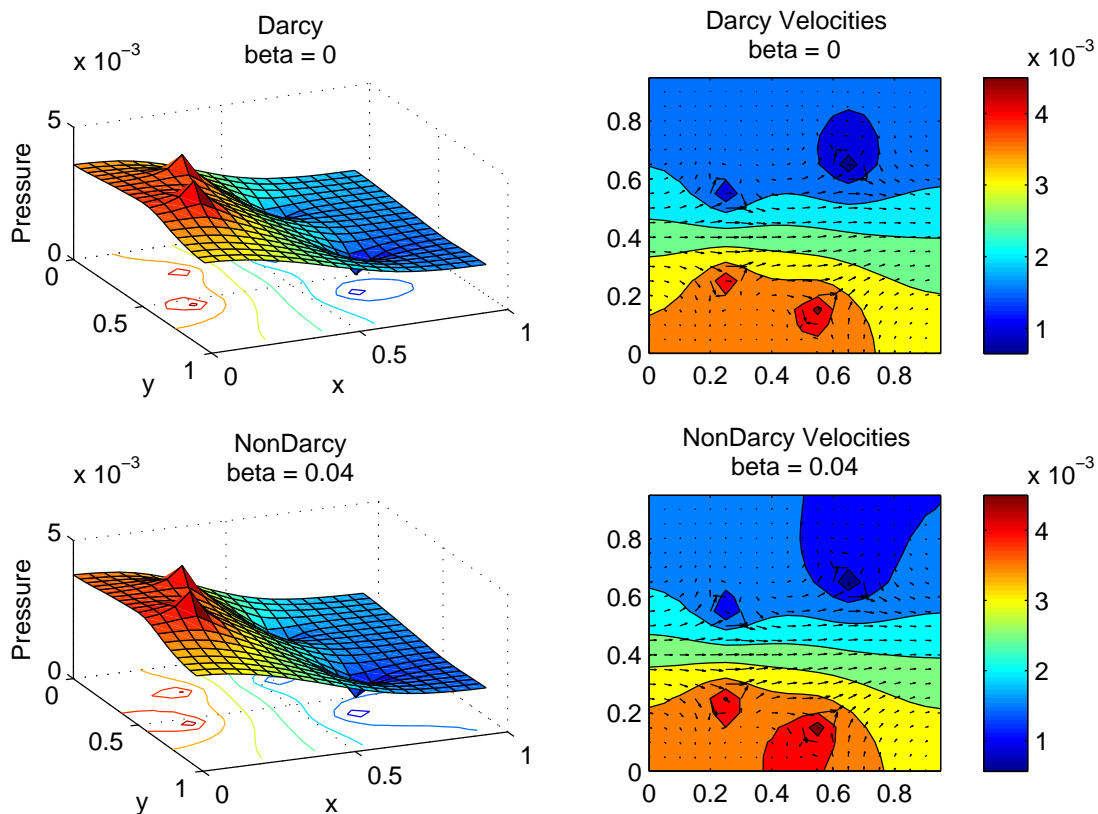 Darcy
beta = 0
x 10−3
Pressure
5
0
0
0.5
1
y
0
0.5
1
x
Darcy Velocities
beta = 0
0.8
0.6
0.4
0.2
0
0 0.2 0.4 0.6 0.8
x 10−3
4
3
2
1
NonDarcy
beta = 0.04
x 10−3
Pressure
5
0
0
0.5
1
y
0
0.5
1
x
NonDarcy Velocities
beta = 0.04
0.8
0.6
0.4
0.2
0
0 0.2 0.4 0.6 0.8
x 10−3
4
3
2
1